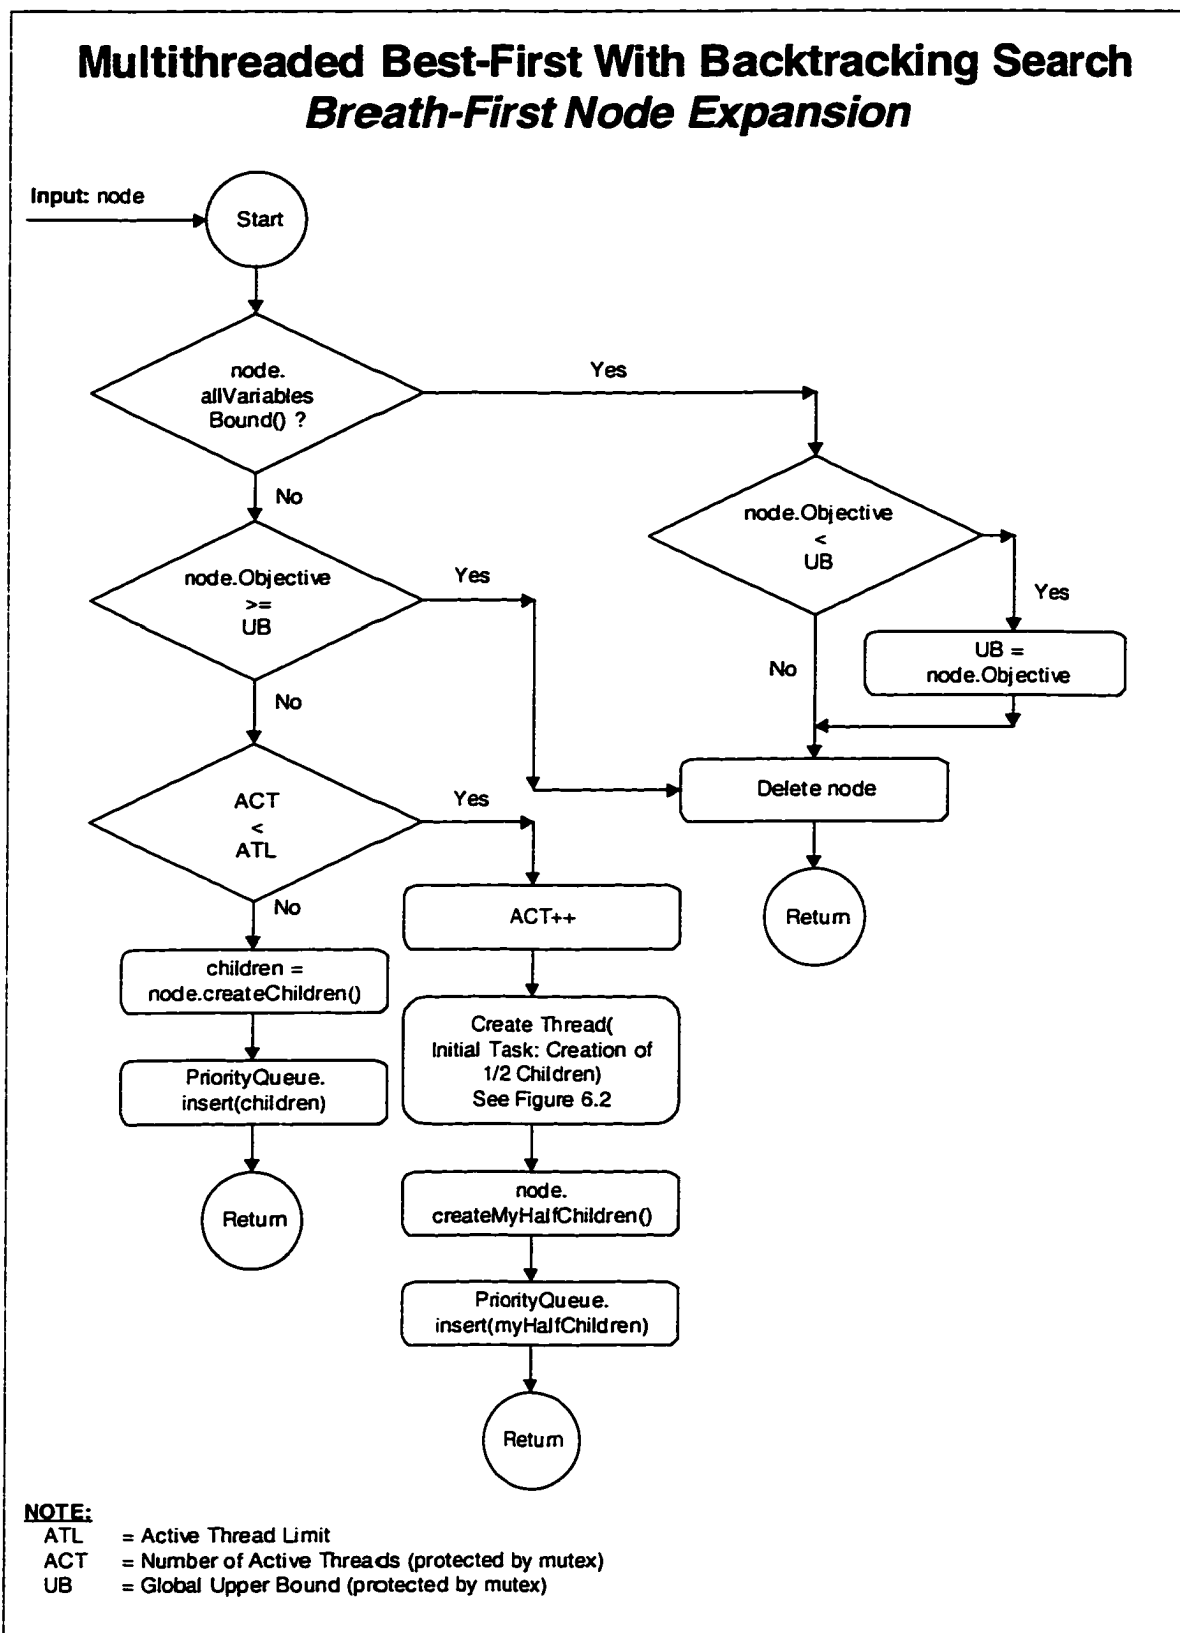 Multithreaded Best-First With Backtracking Search
Breath-First Node Expansion
Input: node
Start
node.
allVariables
Bound() ?
Yes
No
node.Objective
<
UB
Yes
No
UB =
node.Objective
node.Objective
>=
UB
Yes
No
Delete node
Return
ACT
<
ATL
Yes
No
ACT++
children =
node.createChildren()
Create Thread(
Initial Task: Creation of
1/2 Children)
See Figure 6.2
PriorityQueue.
insert(children)
Return
node.
createMyHalfChildren()
PriorityQueue.
insert(myHalfChildren)
Return
NOTE:
ATL = Active Thread Limit
ACT = Number of Active Threads (protected by mutex)
UB = Global Upper Bound (protected by mutex)